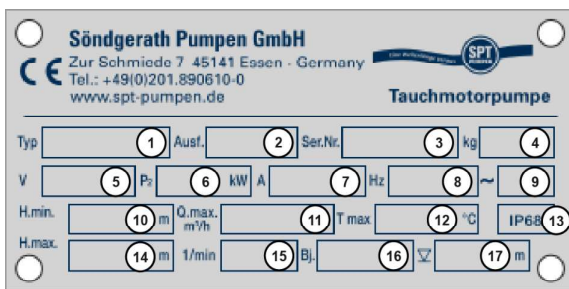 Söndgerath Pumpen GmbH
Zur Schmiede 7 45141 Essen - Germany
Tel.: +49(0)201.890610-0
www.spt-pumpen.de
CE
SPT
PUMPEN
Tauchmotorpumpe
Typ 1 Ausf. 2 Ser.Nr. 3 kg 4
V 5 P2 6 kW A 7 Hz 8 ~ 9
H.min. 10 m Q.max. m³/h 11 T max 12 °C IP68 13
H.max. 14 m 1/min 15 Bj. 16 17 m